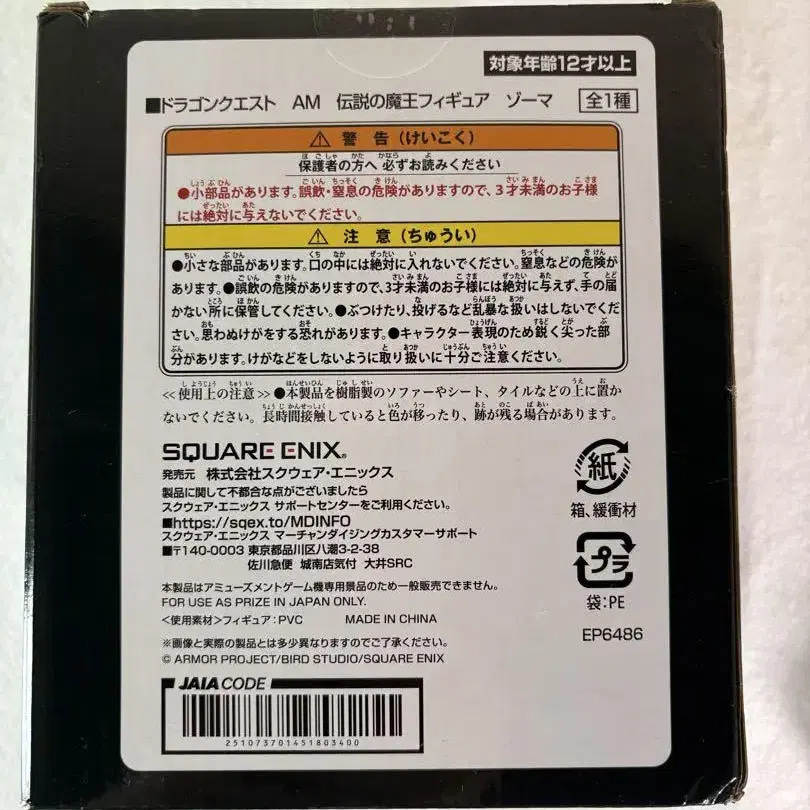 対象年齢12才以上
■ドラゴンクエスト AM 伝説の魔王フィギュア ゾーマ 全1種
⚠ 警告(けいこく)
保護者の方へ 必ずお読みください
●小部品があります。誤飲・窒息の危険がありますので、3才未満のお子様
には絶対に与えないでください。
⚠ 注意(ちゅうい)
●小さな部品があります。口の中には絶対に入れないでください。窒息などの危険が
あります。●誤飲の危険がありますので、3才未満のお子様には絶対に与えず、手の届
かない所に保管してください。●ぶつけたり、投げるなど乱暴な扱いはしないでくだ
さい。思わぬけがをする恐れがあります。●キャラクター表現のため鋭く尖った部
分があります。けがなどをしないように取り扱いに十分ご注意ください。
≪使用上の注意≫●本製品を樹脂製のソファーやシート、タイルなどの上に置か
ないでください。長時間接触していると色が移ったり、跡が残る場合があります。
SQUARE ENIX®
発売元 株式会社スクウェア・エニックス
製品に関して不都合な点がございましたら
スクウェア・エニックス サポートセンターをご利用ください。
■https://sqex.to/MDINFO
スクウェア・エニックス マーチャンダイジングカスタマーサポート
■〒140-0003 東京都品川区八潮3-2-38
佐川急便 城南店気付 大井SRC
紙
箱、緩衝材
プラ
袋:PE
本製品はアミューズメントゲーム機専用景品のため一般販売できません。
FOR USE AS PRIZE IN JAPAN ONLY.
<使用素材>フィギュア:PVC MADE IN CHINA
EP6486
※画像と実際の製品とは多少異なりますのでご了承ください。
© ARMOR PROJECT/BIRD STUDIO/SQUARE ENIX
JAIA CODE
2510737014518034​00